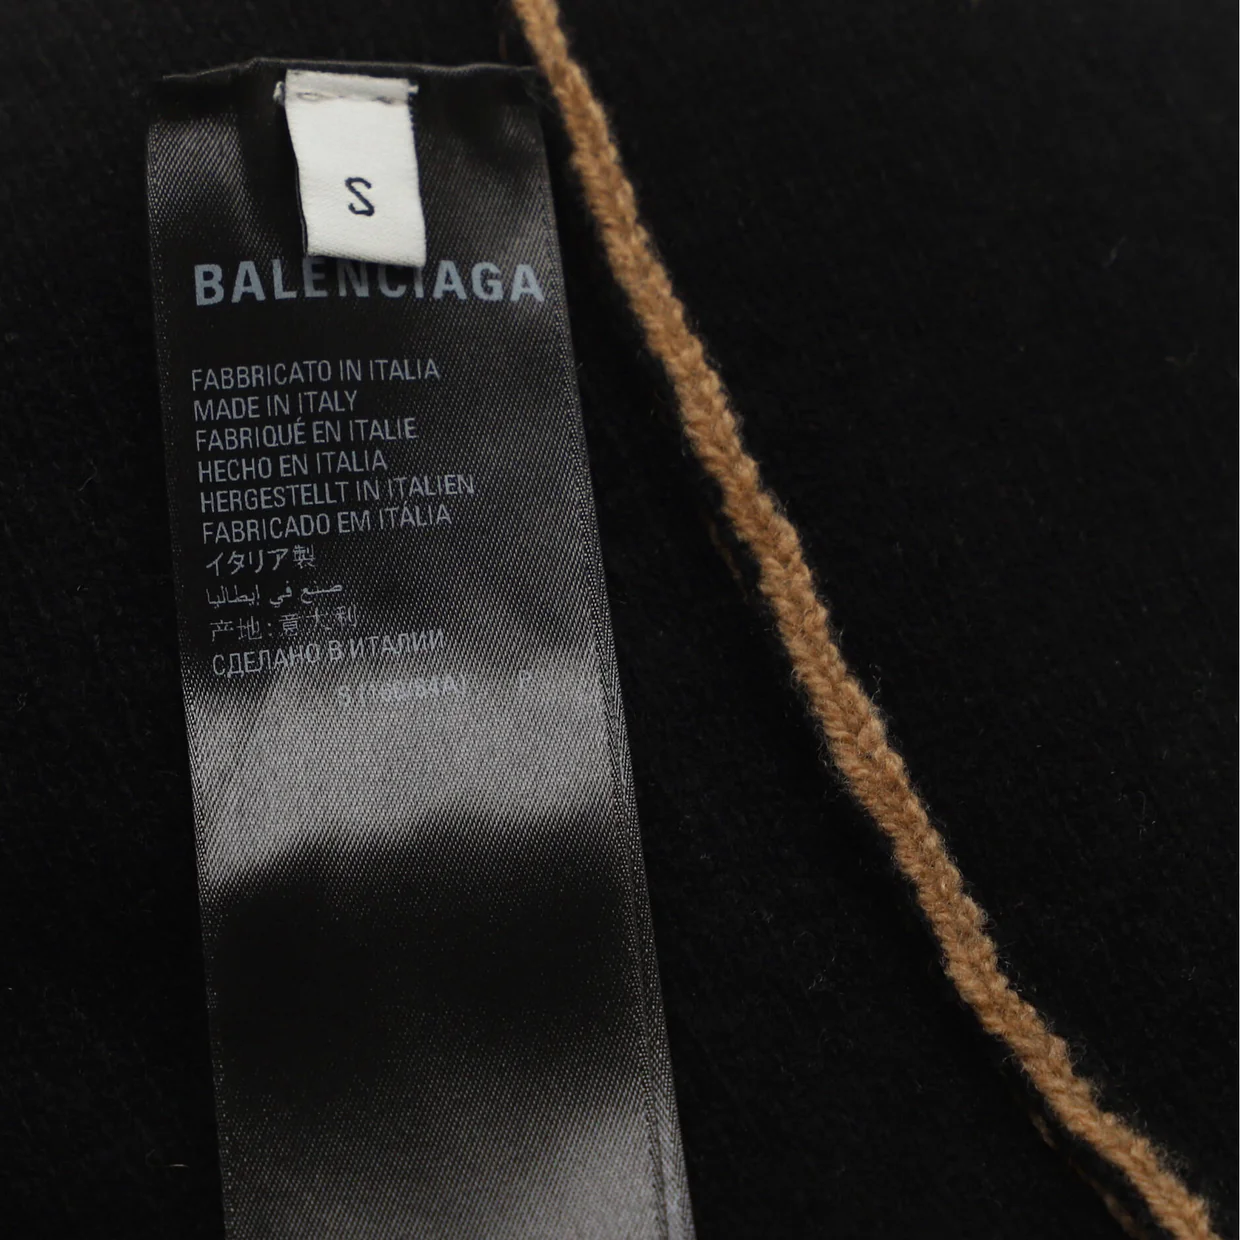 S
BALENCIAGA
FABBRICATO IN ITALIA
MADE IN ITALY
FABRIQUÉ EN ITALIE
HECHO EN ITALIA
HERGESTELLT IN ITALIEN
FABRICADO EM ITÁLIA
イタリア製
صنع في إيطاليا
产地:意大利
СДЕЛАНО В ИТАЛИИ
S P